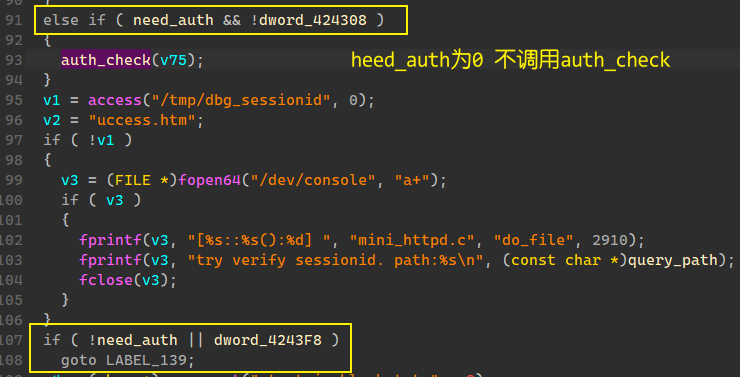 91 else if ( need_auth && !dword_424308 )
92 {
93 auth_check(v75); heed_auth为0 不调用auth_check
94 }
95 v1 = access("/tmp/dbg_sessionid", 0);
96 v2 = "uccess.htm";
97 if ( !v1 )
98 {
99 v3 = (FILE *)fopen64("/dev/console", "a+");
100 if ( v3 )
101 {
102 fprintf(v3, "[%s::%s():%d] ", "mini_httpd.c", "do_file", 2910);
103 fprintf(v3, "try verify sessionid. path:%s\n", (const char *)query_path);
104 fclose(v3);
105 }
106 }
107 if ( !need_auth || dword_4243F8 )
108 goto LABEL_139;